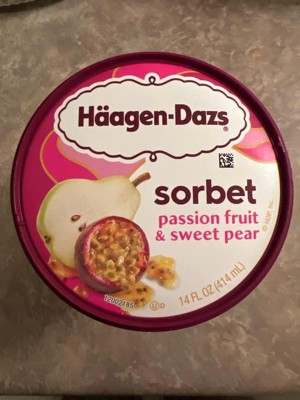 Häagen-Dazs®
sorbet
passion fruit
& sweet pear
14 FL OZ (414 mL)